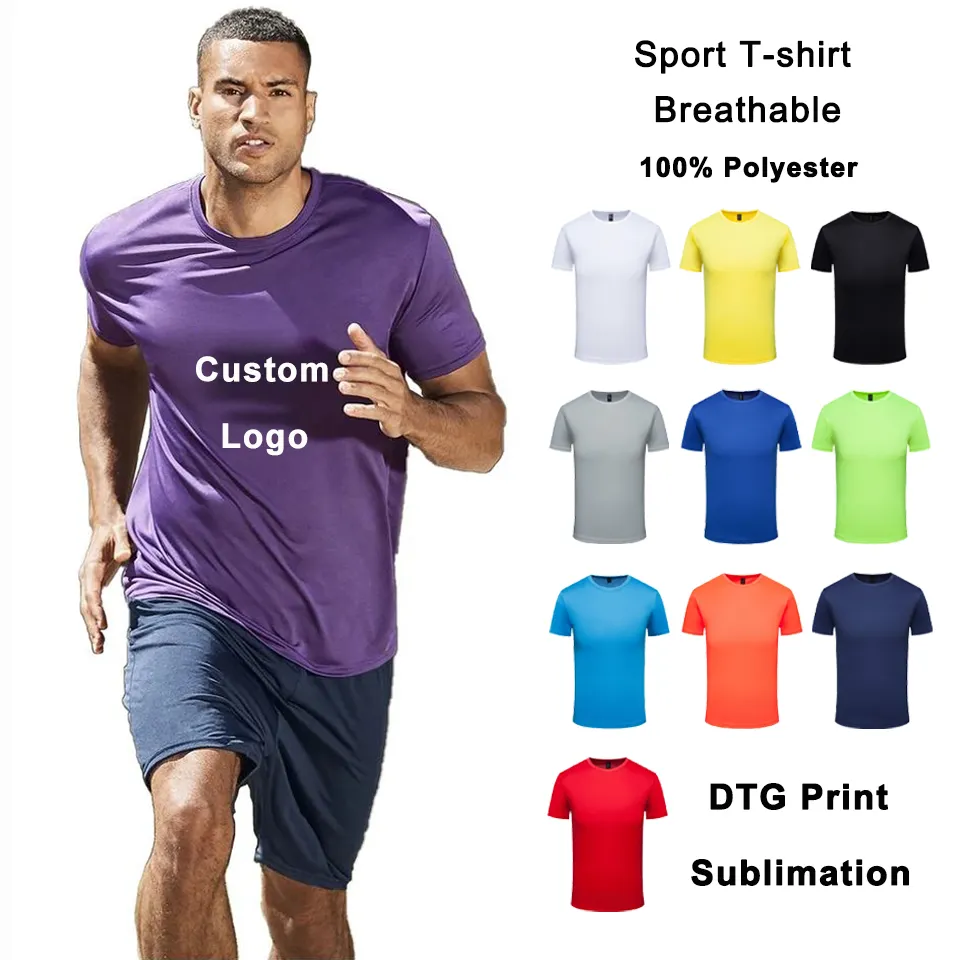 Sport T-shirt
Breathable
100% Polyester
Custom
Logo
DTG Print
Sublimation